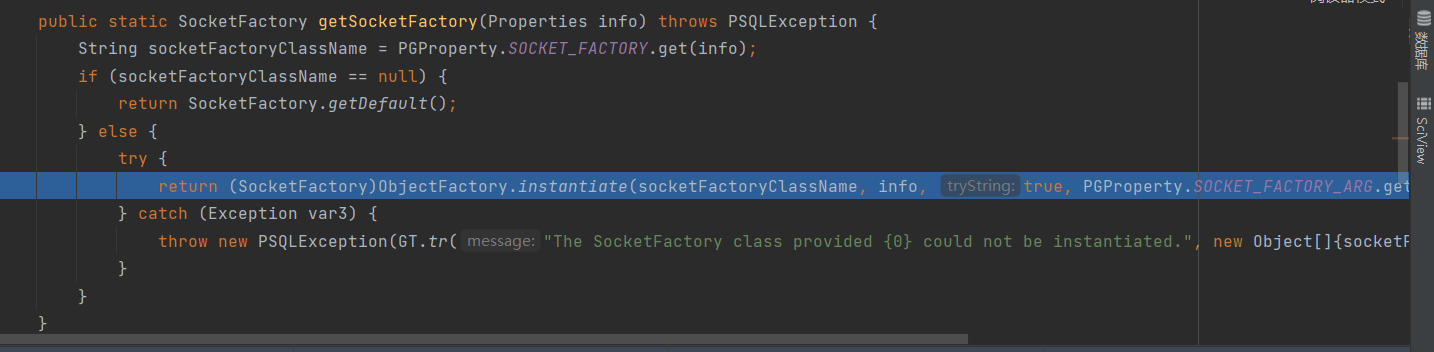 public static SocketFactory getSocketFactory(Properties info) throws PSQLException {
String socketFactoryClassName = PGProperty.SOCKET_FACTORY.get(info);
if (socketFactoryClassName == null) {
return SocketFactory.getDefault();
} else {
try {
return (SocketFactory)ObjectFactory.instantiate(socketFactoryClassName, info, tryString: true, PGProperty.SOCKET_FACTORY_ARG.get
} catch (Exception var3) {
throw new PSQLException(GT.tr( message: "The SocketFactory class provided {0} could not be instantiated.", new Object[]{socketF
}
}
}
数据库
SciView